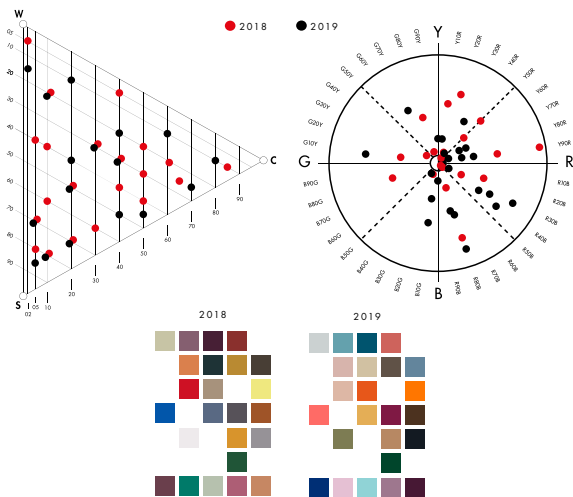 W
2018
2019
Y
05
10
20
30
40
50
60
70
80
90
C
S
02
05
10
20
30
40
50
60
70
80
90
G
R
B
G90Y
G80Y
G70Y
G60Y
G50Y
G40Y
G30Y
G20Y
G10Y
Y10R
Y20R
Y30R
Y40R
Y50R
Y60R
Y70R
Y80R
Y90R
R10B
R20B
R30B
R40B
R50B
R60B
R70B
R80B
R90B
B10G
B20G
B30G
B40G
B50G
B60G
B70G
B80G
B90G
2018
2019